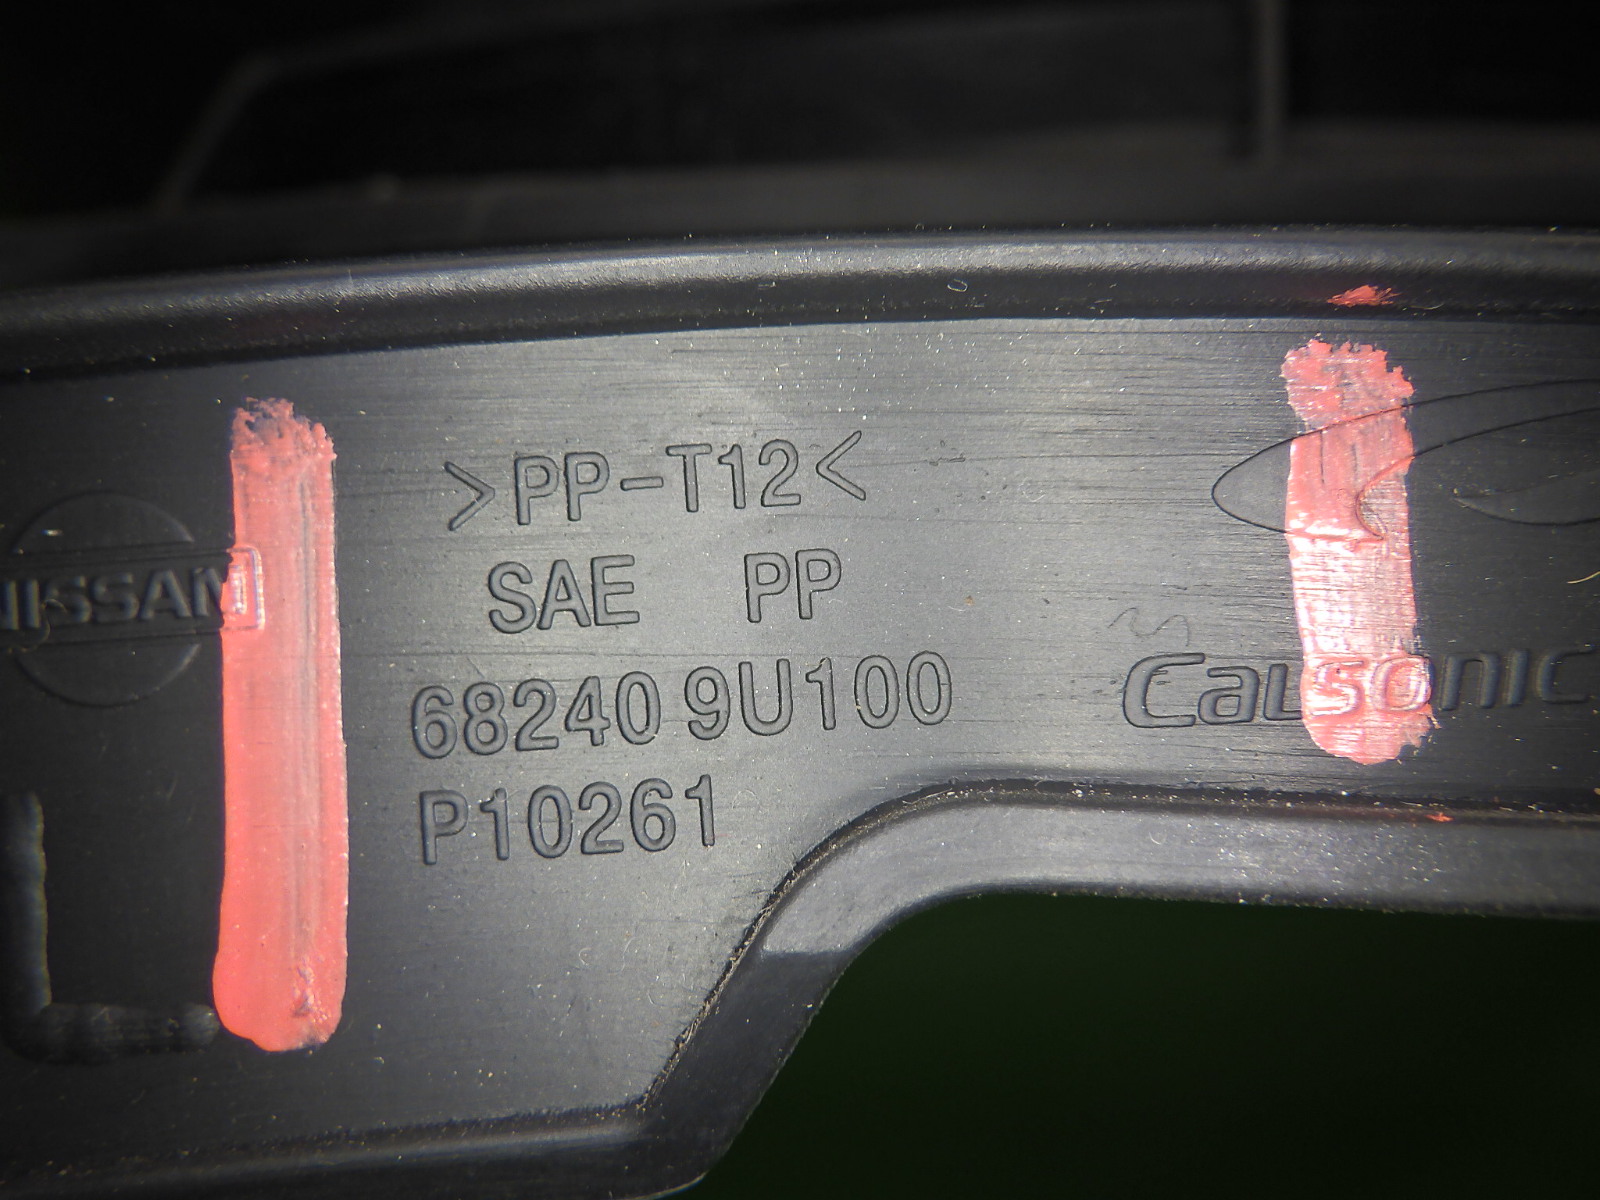 >PP-T12<
SAE PP
68240 9U100
P10261
NISSAN
CALSONIC
L